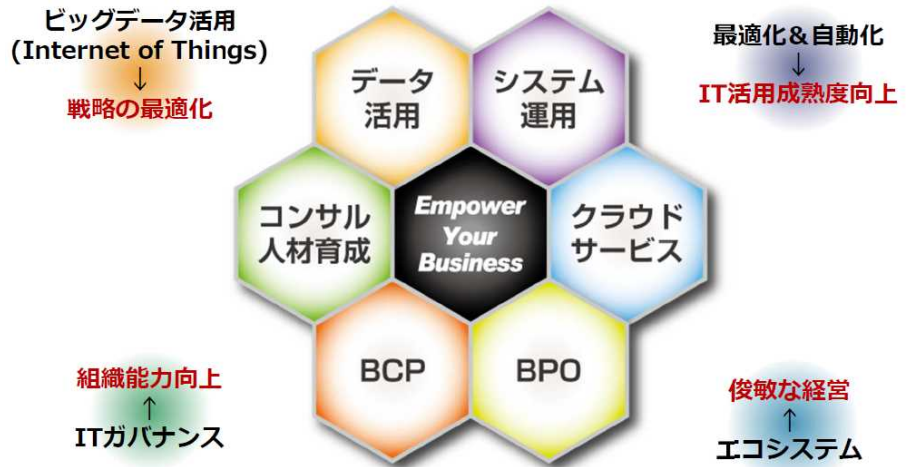 ビッグデータ活用
(Internet of Things)
↓
戦略の最適化
最適化＆自動化
↓
IT活用成熟度向上
データ
活用
システム
運用
コンサル
人材育成
Empower
Your
Business
クラウド
サービス
BCP
BPO
組織能力向上
↑
ITガバナンス
俊敏な経営
↑
エコシステム